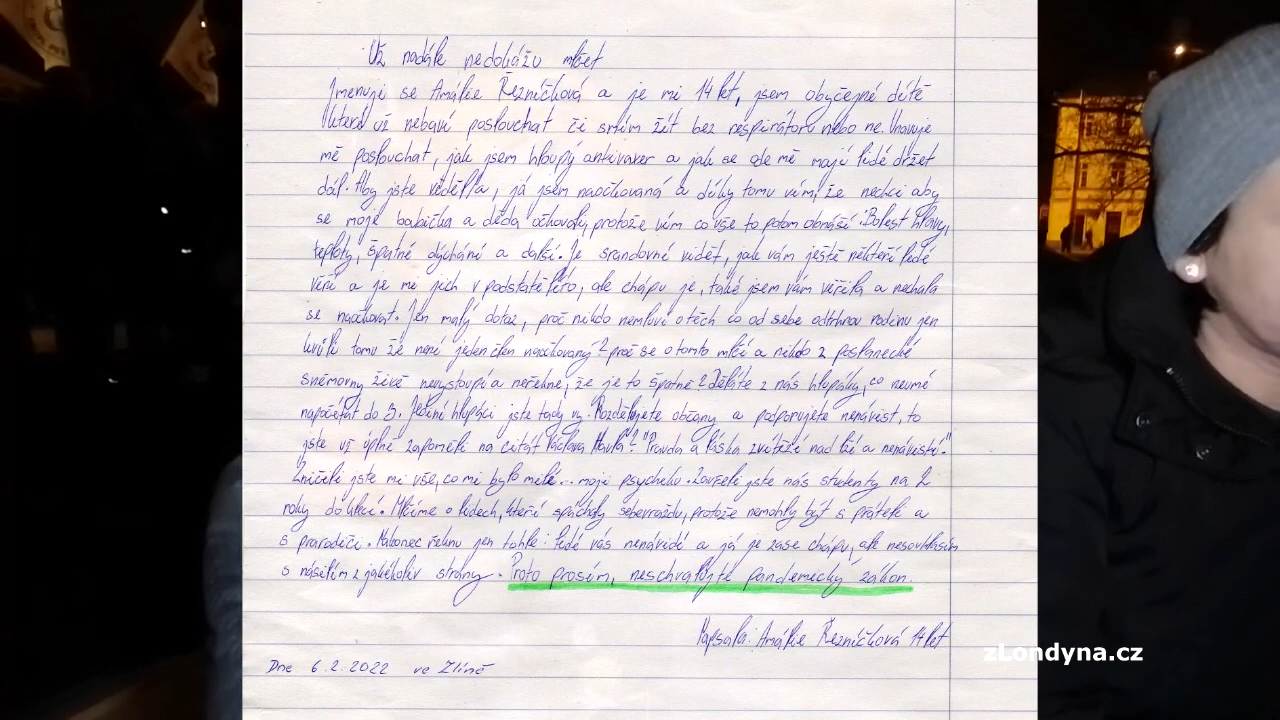 Už nadále nedokážu mlčet
Jmenuji se Amálie Řezníčková a je mi 14 let, jsem obyčejné dítě
které už nebaví poslouchat či smím žít bez respirátoru nebo ne. Unavuje
mě poslouchat, jak jsem hloupý antivaxer a jak se ode mě mají lidé držet
dál. Aby jste věděli, já jsem naočkovaná a díky tomu vím, že nechci aby
se moje babička a děda očkovaly, protože vím co vše to potom obnáší. Bolest hlavy,
teploty, špatné dýchání a další. Je srandovné vidět, jak vám ještě někteří lidé
věří a je mi jich v podstatě líto, ale chápu je, také jsem vám věřila a nechala
se naočkovat. Jen malý dotaz, proč nikdo nemluví o těch co od sebe odtrhnou rodinu jen
kvůli tomu že není jeden člen naočkovaný? proč se o tomto mlčí a nikdo z poslanecké
sněmovny živě nevystoupí a neřekne, že je to špatné? Děláte z nás hlupáky, co neumí
napočítat do 3. Jediní hlupáci jste tady vy. Rozdělujete občany a podporujete nenávist, to
jste už úplně zapomněli na citát Václava Havla? "Pravda a láska zvítězí nad lží a nenávistí."
Zničili jste mi vše, co mi bylo milé... moji psychiku. Zavřeli jste nás studenty na 2
roky do klecí. Mlčíme o lidech, kteří spáchaly sebevraždu, protože nemohly být s přáteli a
s prarodiči. Nakonec řeknu jen tohle: lidé vás nenávidí a já je zase chápu, ale nesouhlasím
s násilím z jakékoliv strany. Proto prosím, neschvalujte pandemický zákon.
Napsala: Amálie Řezníčková 14 let
Dne 6.2.2022 ve Zlíně
zLondyna.cz